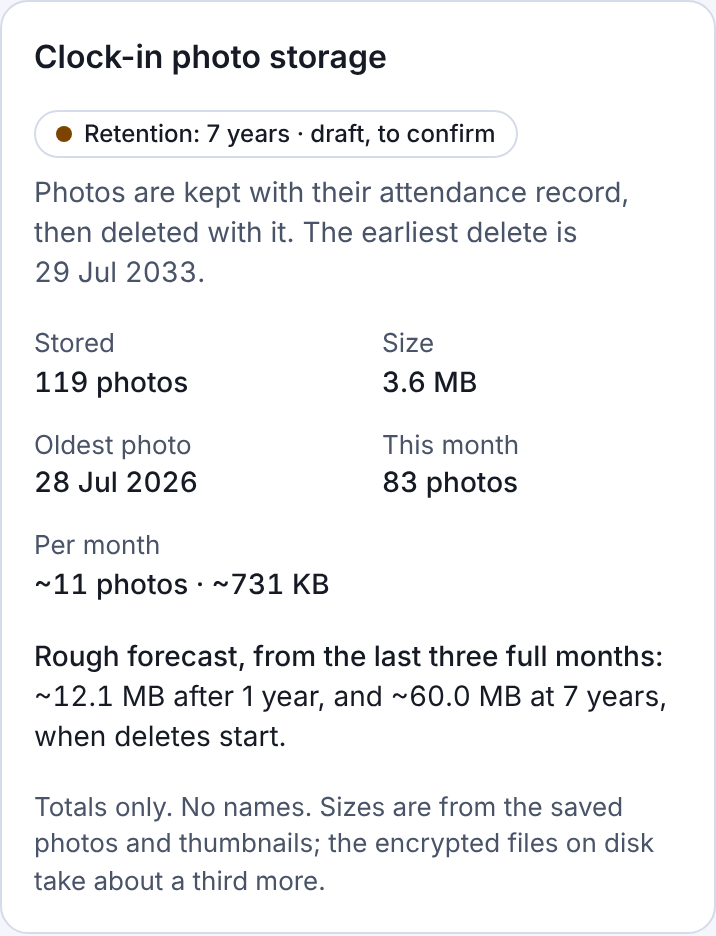 Clock-in photo storage
Retention: 7 years · draft, to confirm
Photos are kept with their attendance record,
then deleted with it. The earliest delete is
29 Jul 2033.
Stored
119 photos
Size
3.6 MB
Oldest photo
28 Jul 2026
This month
83 photos
Per month
~11 photos · ~731 KB
Rough forecast, from the last three full months:
~12.1 MB after 1 year, and ~60.0 MB at 7 years,
when deletes start.
Totals only. No names. Sizes are from the saved
photos and thumbnails; the encrypted files on disk
take about a third more.